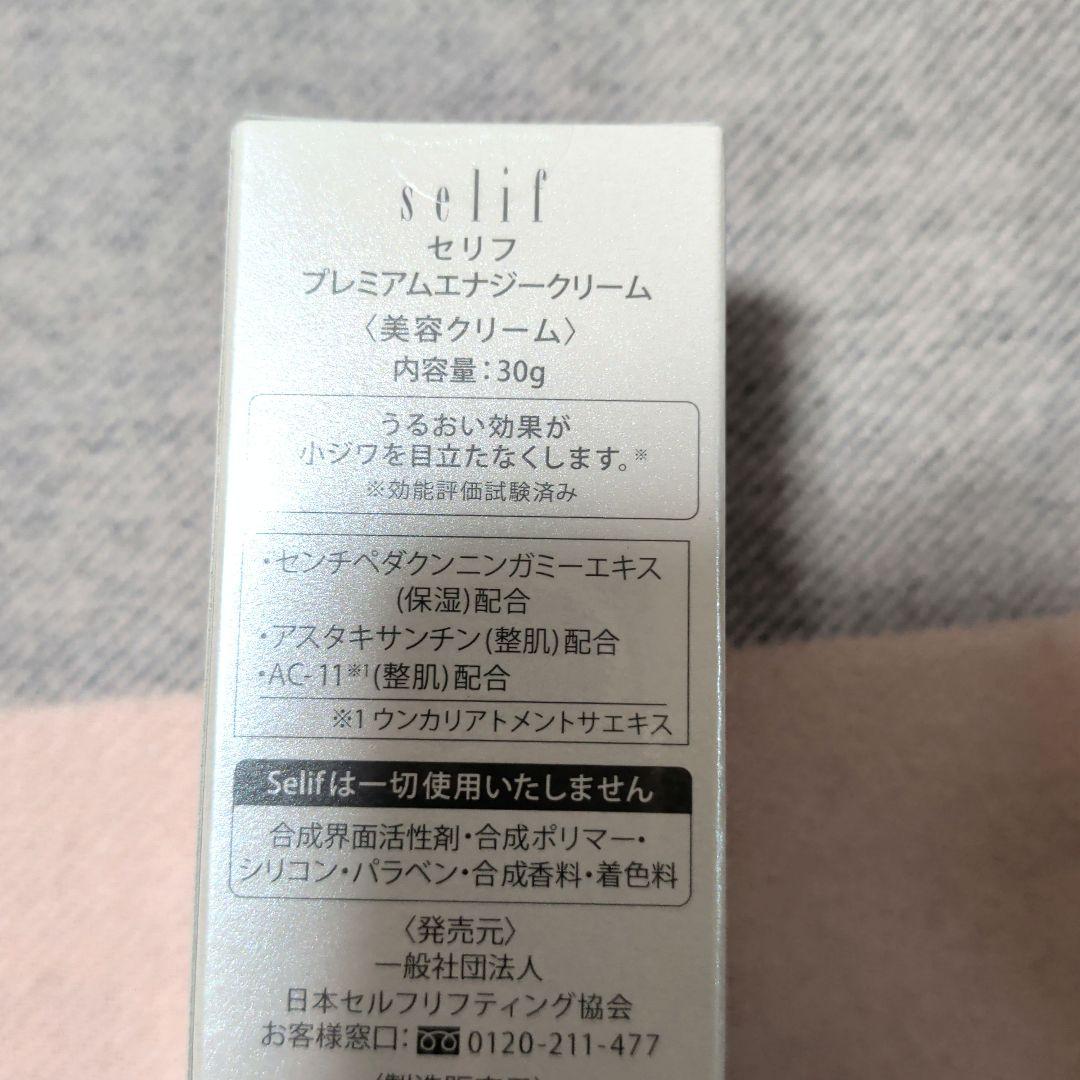 selif
セリフ
プレミアムエナジークリーム
〈美容クリーム〉
内容量：30g
うるおい効果が
小ジワを目立たなくします。※
※効能評価試験済み
・センチペダクンニンガミーエキス
(保湿)配合
・アスタキサンチン(整肌)配合
・AC-11※1(整肌)配合
※1 ウンカリアトメントサエキス
Selifは一切使用いたしません
合成界面活性剤・合成ポリマー・
シリコン・パラベン・合成香料・着色料
〈発売元〉
一般社団法人
日本セルフリフティング協会
お客様窓口：0120-211-477